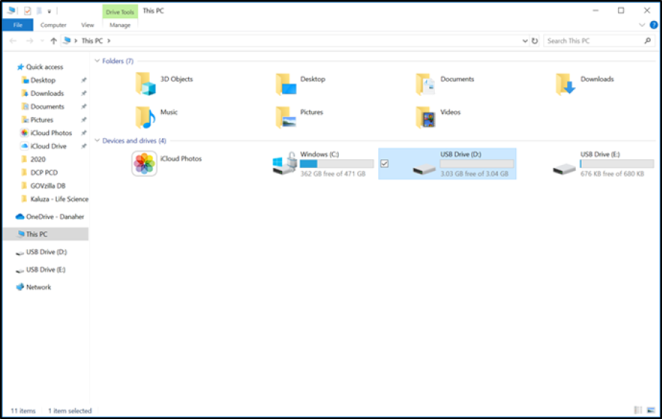 Drive Tools This PC
File Computer View Manage
This PC Search This PC
Quick access
Desktop
Downloads
Documents
Pictures
iCloud Photos
iCloud Drive
2020
DCP PCD
GOVzilla DB
Kaluza - Life Science
OneDrive - Danaher
This PC
USB Drive (D:)
USB Drive (E:)
Network
Folders (7)
3D Objects Desktop Documents Downloads
Music Pictures Videos
Devices and drives (4)
iCloud Photos
Windows (C:)
362 GB free of 471 GB
USB Drive (D:)
3.03 GB free of 3.04 GB
USB Drive (E:)
676 KB free of 680 KB
11 items 1 item selected